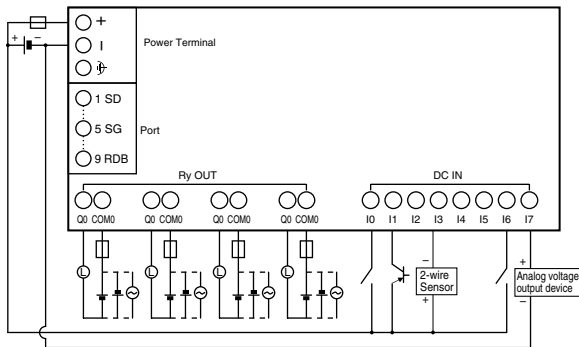 +
Power Terminal
+ −
1 SD
5 SG
Port
9 RDB
Ry OUT
DC IN
Q0 COM0 Q0 COM0 Q0 COM0 Q0 COM0 I0 I1 I2 I3 I4 I5 I6 I7
L L L L
−
2-wire
Sensor
+
+
Analog voltage
output device
−